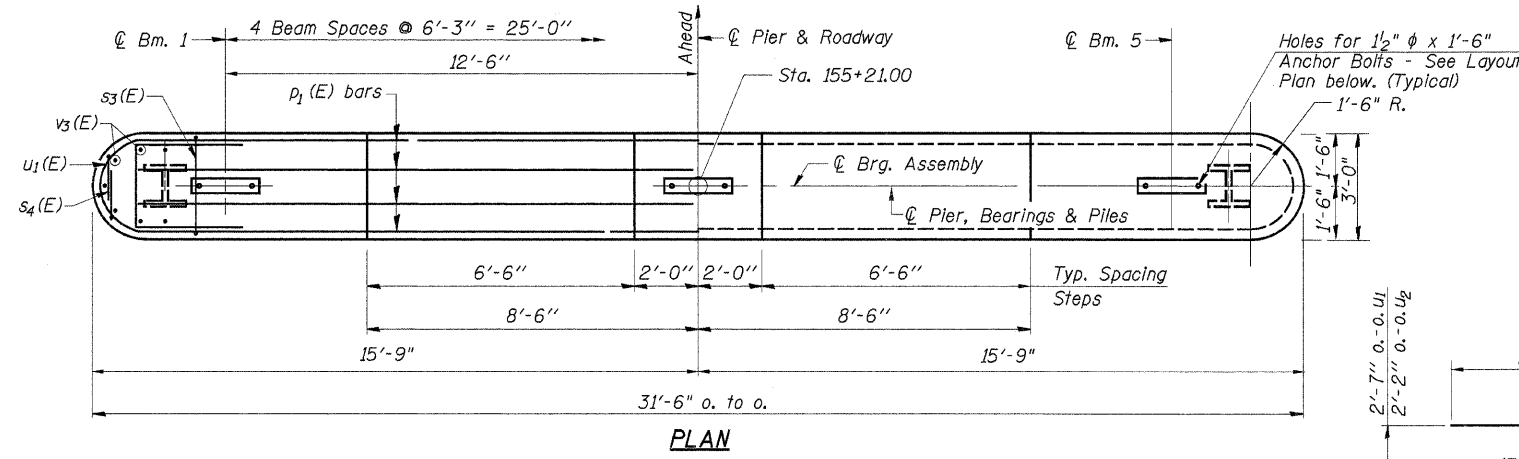 ℄ Bm. 1
4 Beam Spaces @ 6'-3" = 25'-0"
12'-6"
Ahead
℄ Pier & Roadway
Sta. 155+21.00
℄ Bm. 5
Holes for 1½" φ x 1'-6"
Anchor Bolts - See Layout
Plan below. (Typical)
1'-6" R.
s3(E)
p1(E) bars
v3(E)
u1(E)
s4(E)
℄ Brg. Assembly
℄ Pier, Bearings & Piles
1'-6"
1'-6"
3'-0"
6'-6"
2'-0"
2'-0"
6'-6"
Typ. Spacing
Steps
8'-6"
8'-6"
15'-9"
15'-9"
31'-6" o. to o.
2'-7" o.-o. u1
2'-2" o.-o. u2
PLAN